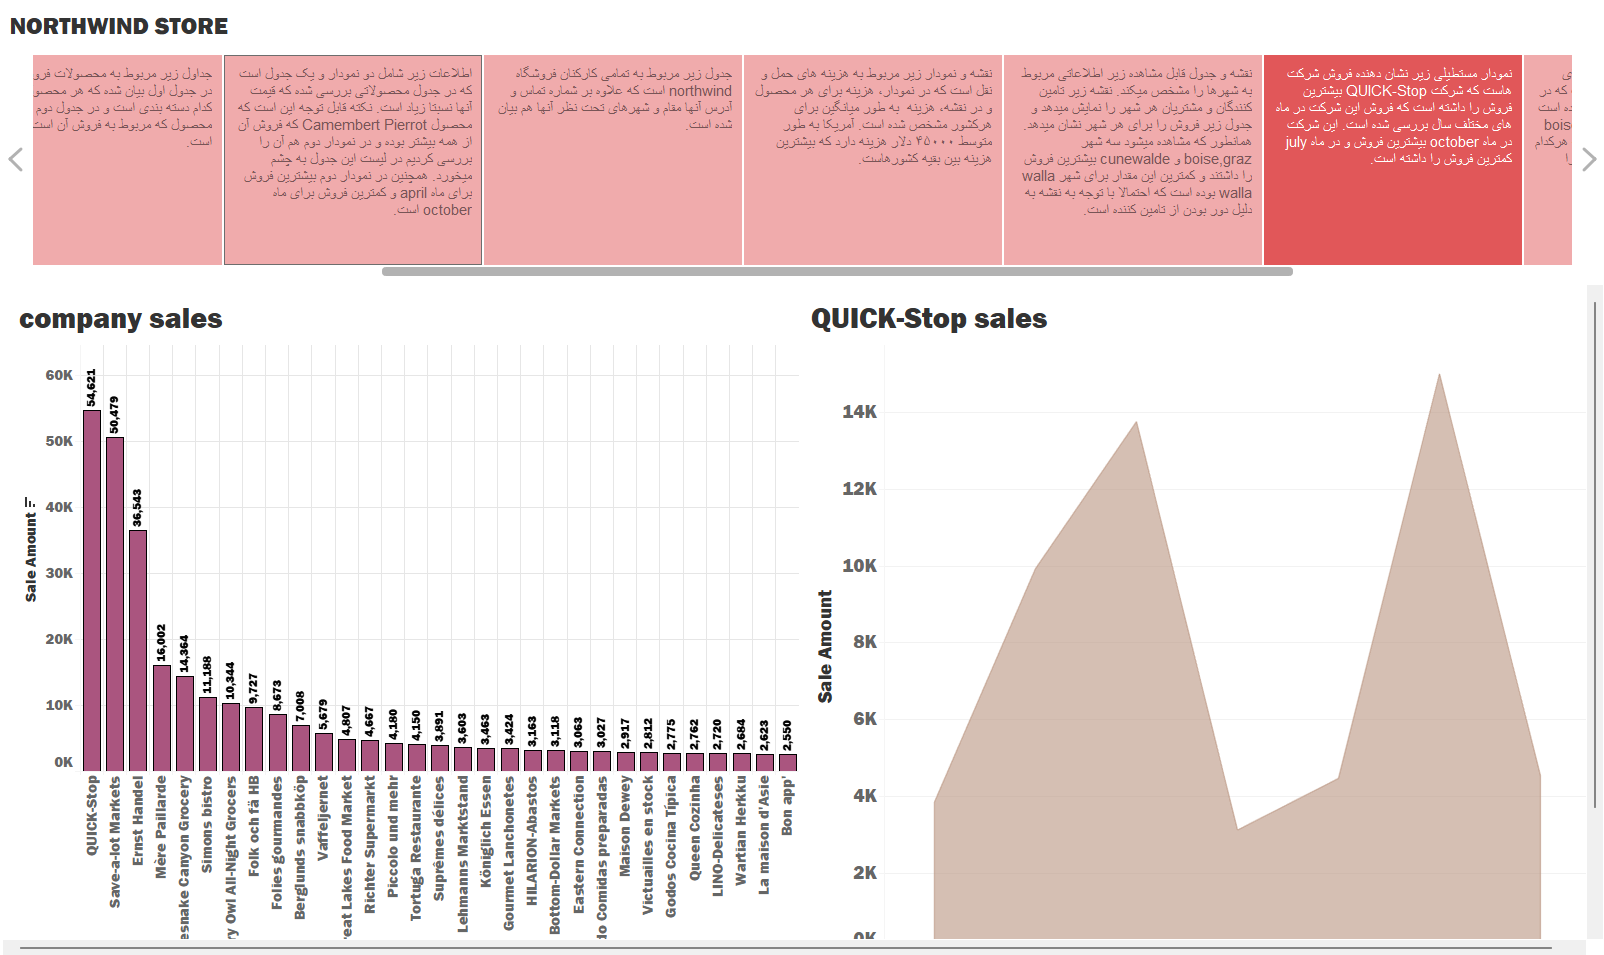 NORTHWIND STORE
جداول زیر مربوط به محصولات فرو
در جدول اول بیان شده که هر محصو
کدام دسته بندی است و در جدول دوم
محصول که مربوط به فروش آن است
است.
اطلاعات زیر شامل دو نمودار و یک جدول است
که در جدول محصولاتی بررسی شده که قیمت
آنها نسبتا زیاد است. نکته قابل توجه این است که
محصول Camembert Pierrot که فروش آن
از همه بیشتر بوده و در نمودار دوم هم آن را
بررسی کردیم در لیست این جدول به چشم
میخورد. همچنین در نمودار دوم بیشترین فروش
برای ماه april و کمترین فروش برای ماه
october است.
جدول زیر مربوط به تمامی کارکنان فروشگاه
northwind است که علاوه بر شماره تماس و
آدرس آنها مقام و شهرهای تحت نظر آنها هم بیان
شده است.
نقشه و نمودار زیر مربوط به هزینه های حمل و
نقل است که در نمودار، هزینه برای هر محصول
و در نقشه، هزینه به طور میانگین برای
هرکشور مشخص شده است. آمریکا به طور
متوسط ۴۵۰۰۰ دلار هزینه دارد که بیشترین
هزینه بین بقیه کشورهاست.
نقشه و جدول قابل مشاهده زیر اطلاعاتی مربوط
به شهرها را مشخص میکند. نقشه زیر تامین
کنندگان و مشتریان هر شهر را نمایش میدهد و
جدول زیر فروش را برای هر شهر نشان میدهد.
همانطور که مشاهده میشود سه شهر
boise,graz و cunewalde بیشترین فروش
را داشتند و کمترین این مقدار برای شهر walla
walla بوده است که احتمالا با توجه به نقشه به
دلیل دور بودن از تامین کننده است.
نمودار مستطیلی زیر نشان دهنده فروش شرکت
هاست که شرکت QUICK-Stop بیشترین
فروش را داشته است که فروش این شرکت در ماه
های مختلف سال بررسی شده است. این شرکت
در ماه october بیشترین فروش و در ماه july
کمترین فروش را داشته است.
ی
که در
ده است
bois
هرکدام
را
company sales
Sale Amount
60K
50K
40K
30K
20K
10K
0K
54,621
50,479
36,543
16,002
14,364
11,188
10,344
9,727
8,673
7,008
5,679
4,807
4,667
4,180
4,150
3,891
3,603
3,463
3,424
3,163
3,118
3,063
3,027
2,917
2,812
2,775
2,762
2,720
2,684
2,623
2,550
QUICK-Stop
Save-a-lot Markets
Ernst Handel
Mère Paillarde
esnake Canyon Grocery
Simons bistro
ry Owl All-Night Grocers
Folk och fä HB
Folies gourmandes
Berglunds snabbköp
Vaffeljernet
reat Lakes Food Market
Richter Supermarkt
Piccolo und mehr
Tortuga Restaurante
Suprêmes délices
Lehmanns Marktstand
Königlich Essen
Gourmet Lanchonetes
HILARION-Abastos
Bottom-Dollar Markets
Eastern Connection
do Comidas preparadas
Maison Dewey
Victuailles en stock
Godos Cocina Típica
Queen Cozinha
LINO-Delicateses
Wartian Herkku
La maison d'Asie
Bon app'
QUICK-Stop sales
Sale Amount
14K
12K
10K
8K
6K
4K
2K
0K